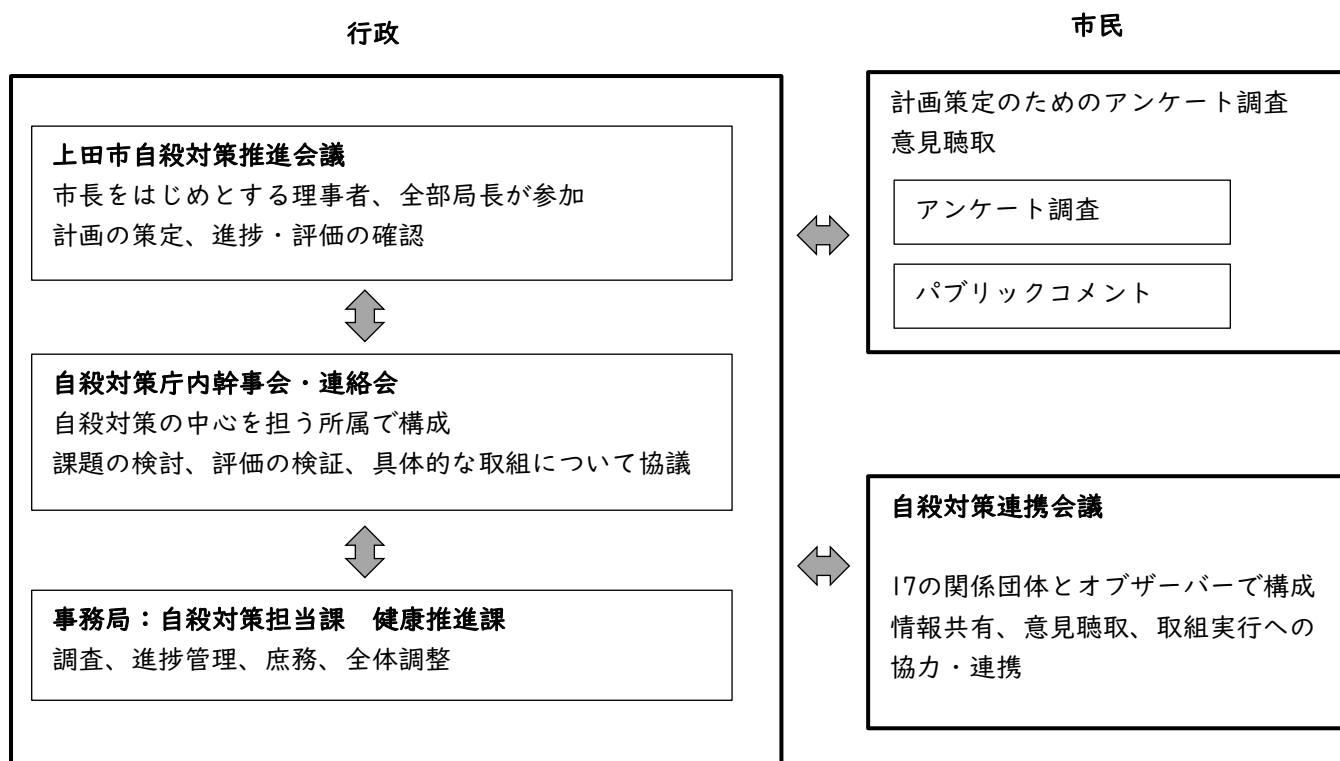 行政
上田市自殺対策推進会議
市長をはじめとする理事者、全部局長が参加
計画の策定、進捗・評価の確認
自殺対策庁内幹事会・連絡会
自殺対策の中心を担う所属で構成
課題の検討、評価の検証、具体的な取組について協議
事務局：自殺対策担当課　健康推進課
調査、進捗管理、庶務、全体調整
市民
計画策定のためのアンケート調査
意見聴取
アンケート調査
パブリックコメント
自殺対策連携会議
17の関係団体とオブザーバーで構成
情報共有、意見聴取、取組実行への
協力・連携